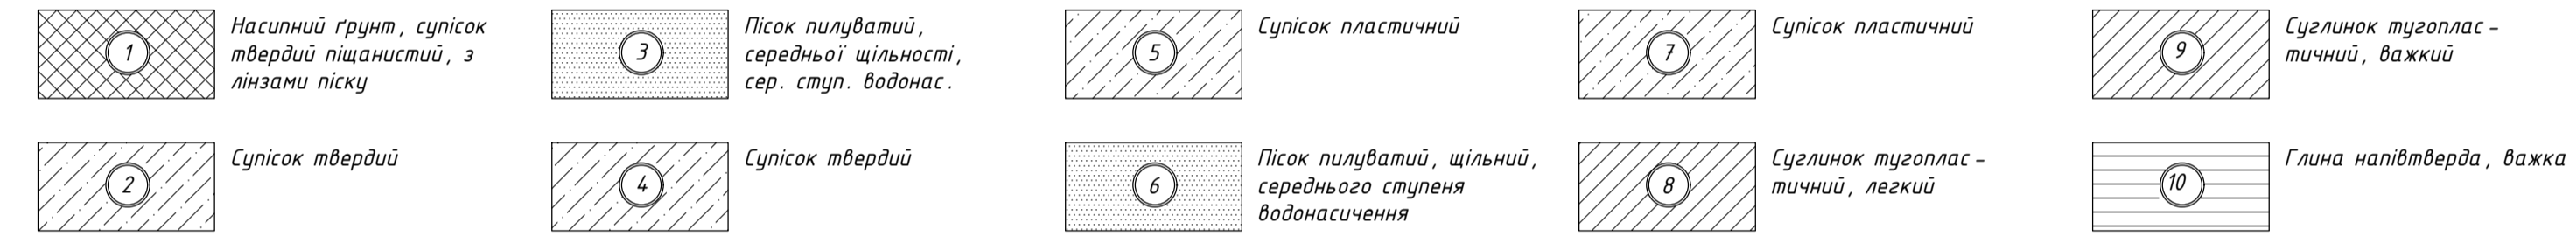 1
Насипний ґрунт, супісок
твердий піщанистий, з
лінзами піску
2
Супісок твердий
3
Пісок пилуватий,
середньої щільності,
сер. ступ. водонас.
4
Супісок твердий
5
Супісок пластичний
6
Пісок пилуватий, щільний,
середнього ступеня
водонасичення
7
Супісок пластичний
8
Суглинок тугоплас-
тичний, легкий
9
Суглинок тугоплас-
тичний, важкий
10
Глина напівтверда, важка